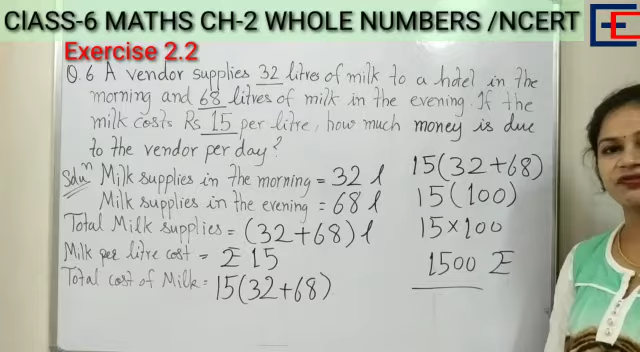 ClASS-6 MATHS CH-2 WHOLE NUMBERS /NCERT
Exercise 2.2
Q.6 A vendor supplies 32 litres of milk to a hotel in the
morning and 68 litres of milk in the evening. If the
milk costs Rs 15 per litre, how much money is due
to the vendor per day?
Soluⁿ Milk supplies in the morning = 32 l
Milk supplies in the evening = 68 l
Total Milk supplies = (32+68) l
Milk per litre cost = ₹ 15
Total cost of Milk = 15(32+68)
15(32+68)
15(100)
15×100
1500 ₹